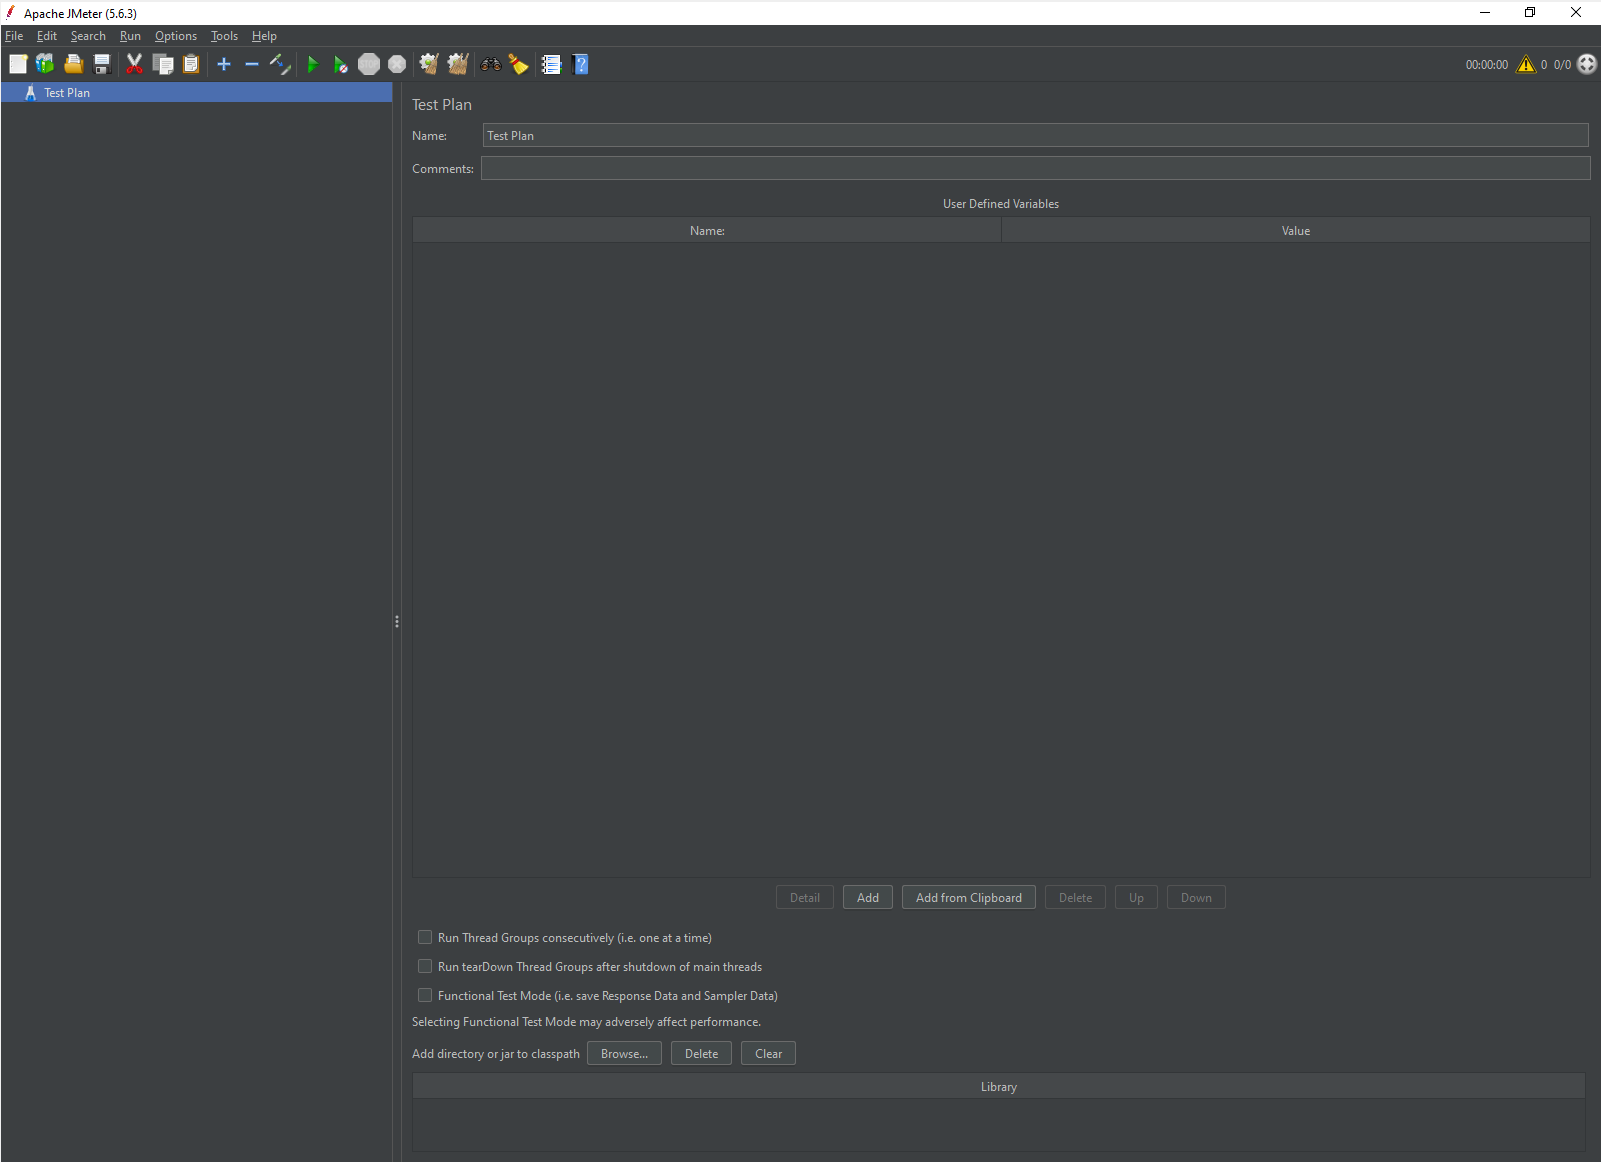 Apache JMeter (5.6.3)
File Edit Search Run Options Tools Help
00:00:00 0 0/0
Test Plan
Test Plan
Name: Test Plan
Comments:
User Defined Variables
Name: Value
Detail Add Add from Clipboard Delete Up Down
Run Thread Groups consecutively (i.e. one at a time)
Run tearDown Thread Groups after shutdown of main threads
Functional Test Mode (i.e. save Response Data and Sampler Data)
Selecting Functional Test Mode may adversely affect performance.
Add directory or jar to classpath Browse... Delete Clear
Library